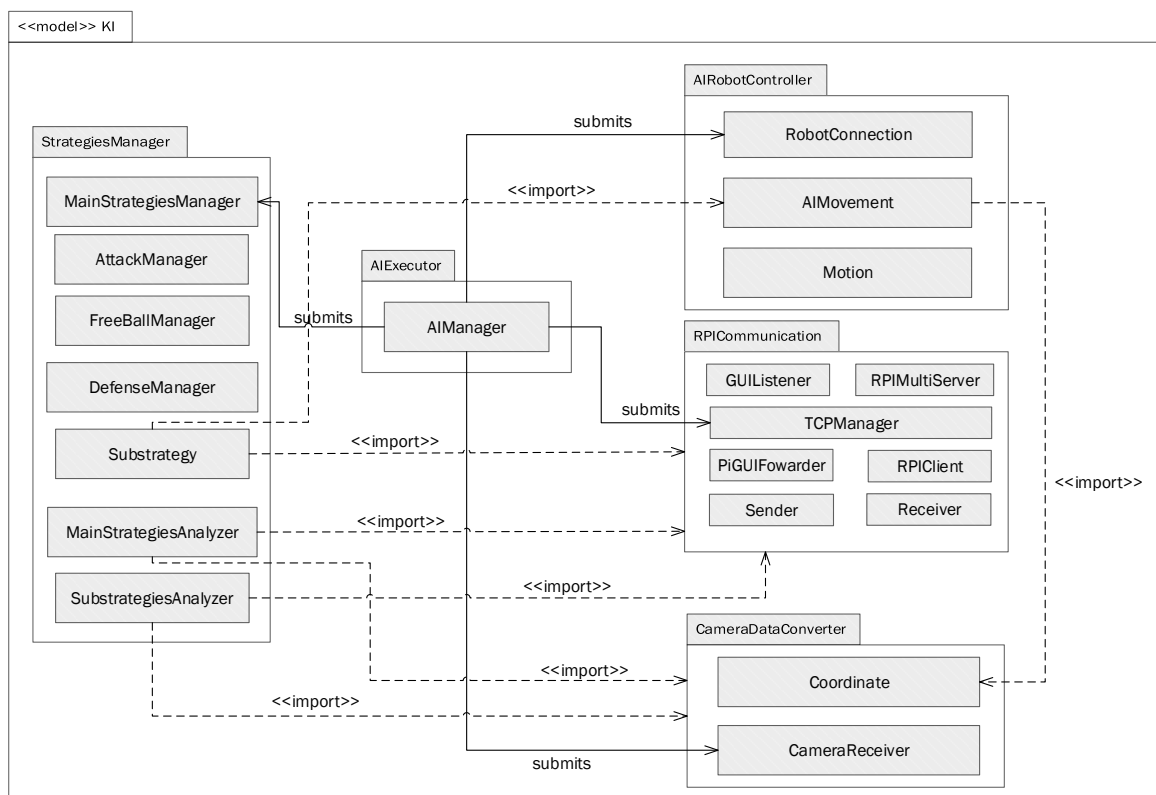 <<model>> KI
StrategiesManager
MainStrategiesManager
AttackManager
FreeBallManager
DefenseManager
Substrategy
MainStrategiesAnalyzer
SubstrategiesAnalyzer
submits
AIExecutor
AIManager
submits
<<import>>
submits
<<import>>
<<import>>
<<import>>
<<import>>
<<import>>
submits
AIRobotController
RobotConnection
AIMovement
Motion
RPICommunication
GUIListener
RPIMultiServer
TCPManager
PiGUIFowarder
RPIClient
Sender
Receiver
<<import>>
CameraDataConverter
Coordinate
CameraReceiver